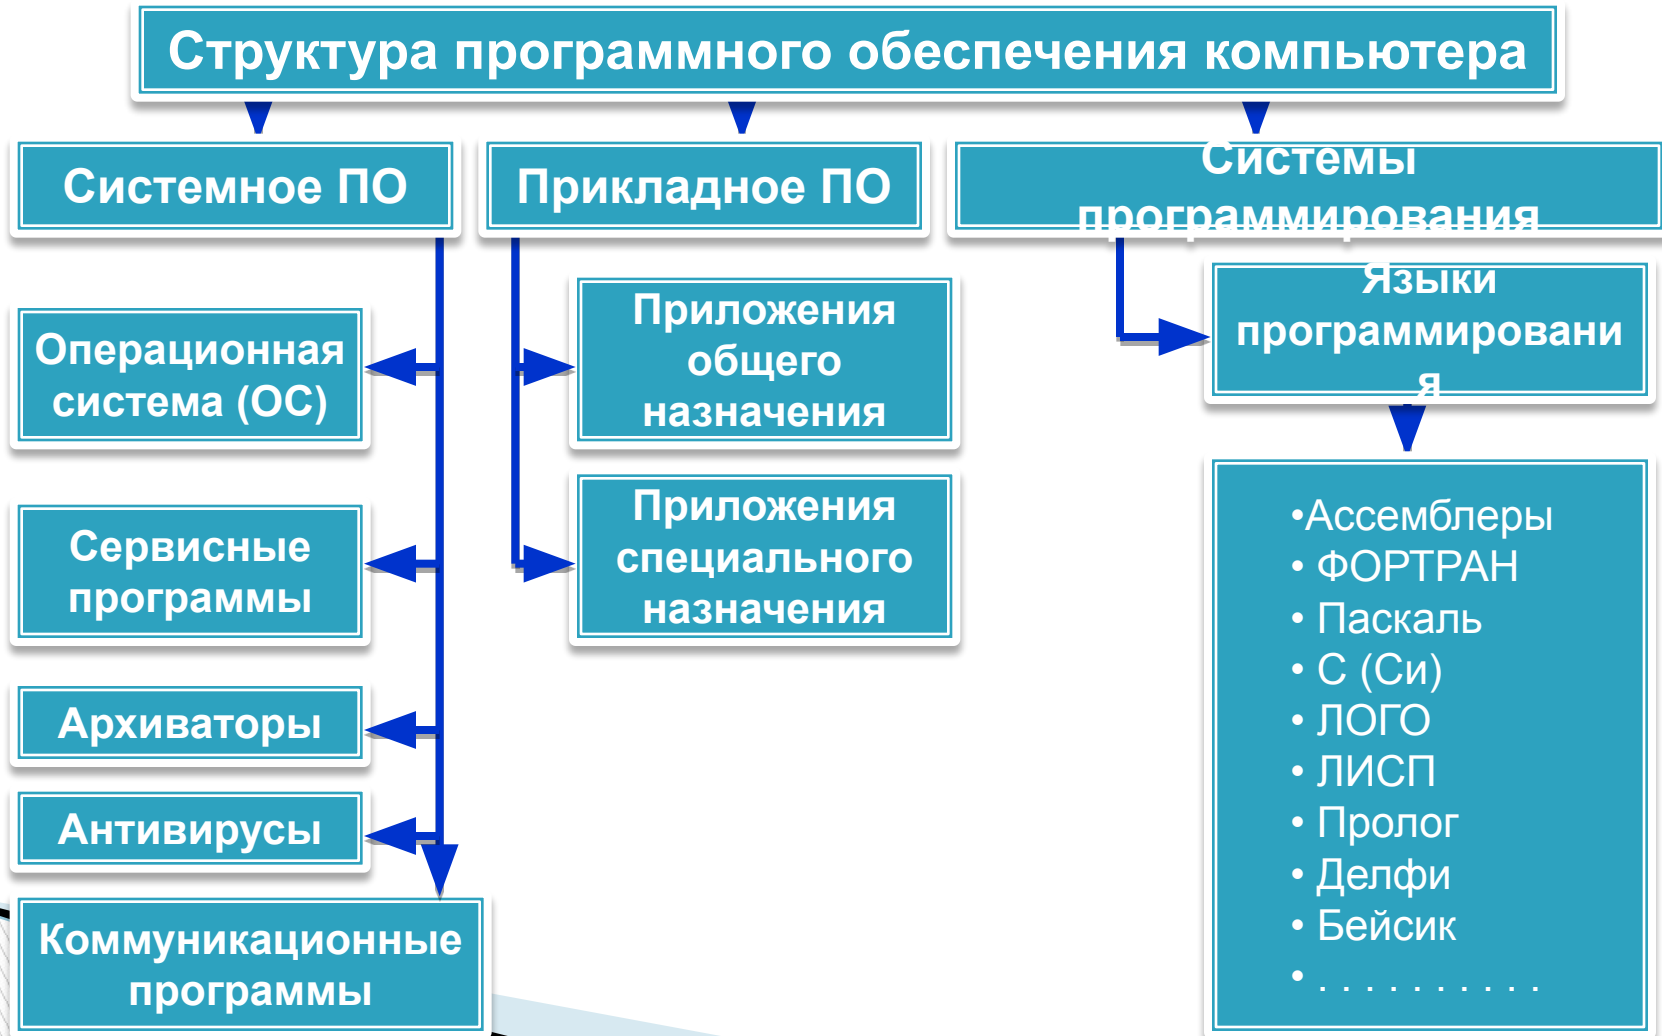 Структура программного обеспечения компьютера
Системное ПО
Прикладное ПО
Системы
программирования
Операционная
система (ОС)
Сервисные
программы
Архиваторы
Антивирусы
Коммуникационные
программы
Приложения
общего
назначения
Приложения
специального
назначения
Языки
программировани
я
•Ассемблеры
• ФОРТРАН
• Паскаль
• С (Си)
• ЛОГО
• ЛИСП
• Пролог
• Делфи
• Бейсик
• . . . . . . . . . .